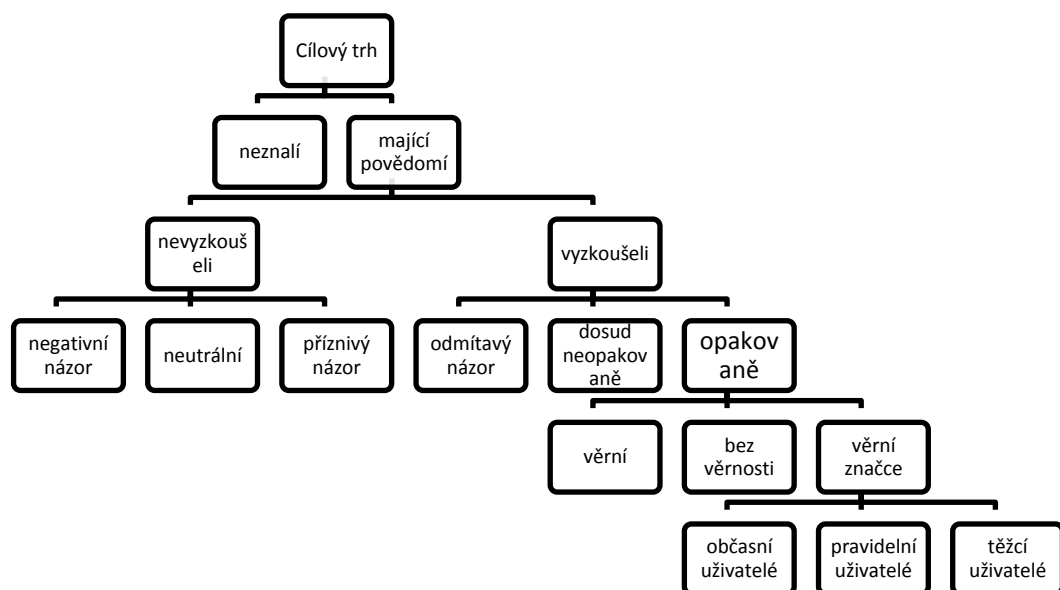 Cílový trh
neznalí
mající
povědomí
nevyzkouš
eli
vyzkoušeli
negativní
názor
neutrální
příznivý
názor
odmítavý
názor
dosud
neopakov
aně
opakov
aně
věrní
bez
věrnosti
věrní
značce
občasní
uživatelé
pravidelní
uživatelé
těžcí
uživatelé